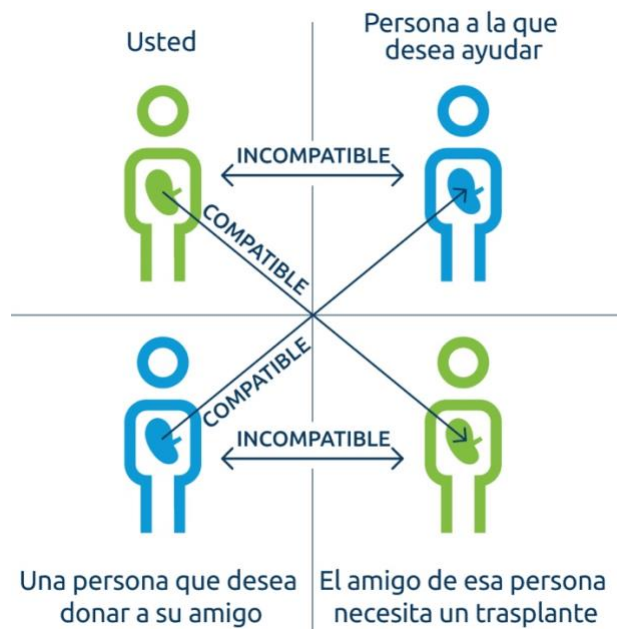 Usted
Persona a la que
desea ayudar
INCOMPATIBLE
COMPATIBLE
COMPATIBLE
INCOMPATIBLE
Una persona que desea
donar a su amigo
El amigo de esa persona
necesita un trasplante